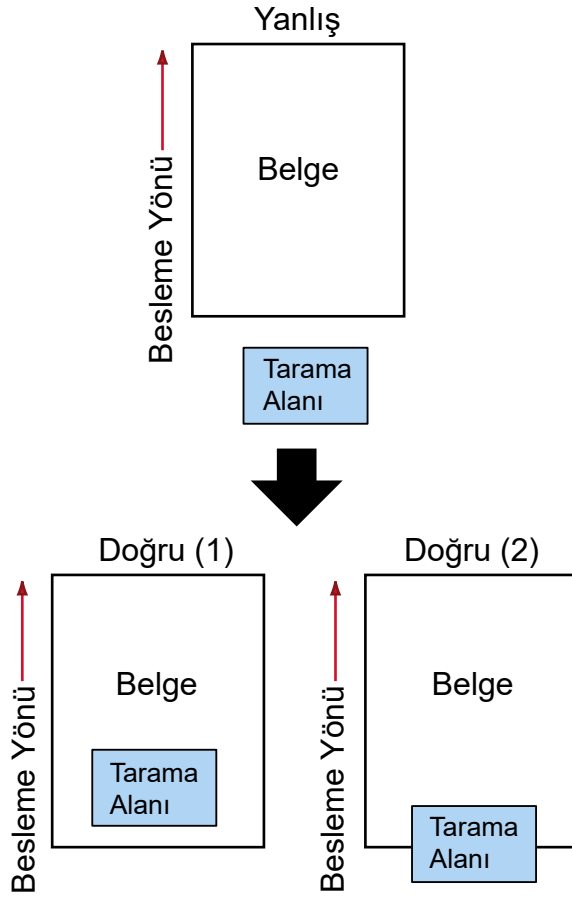 Yanlış
Besleme Yönü
Belge
Tarama
Alanı
Doğru (1)
Besleme Yönü
Belge
Tarama
Alanı
Doğru (2)
Besleme Yönü
Belge
Tarama
Alanı